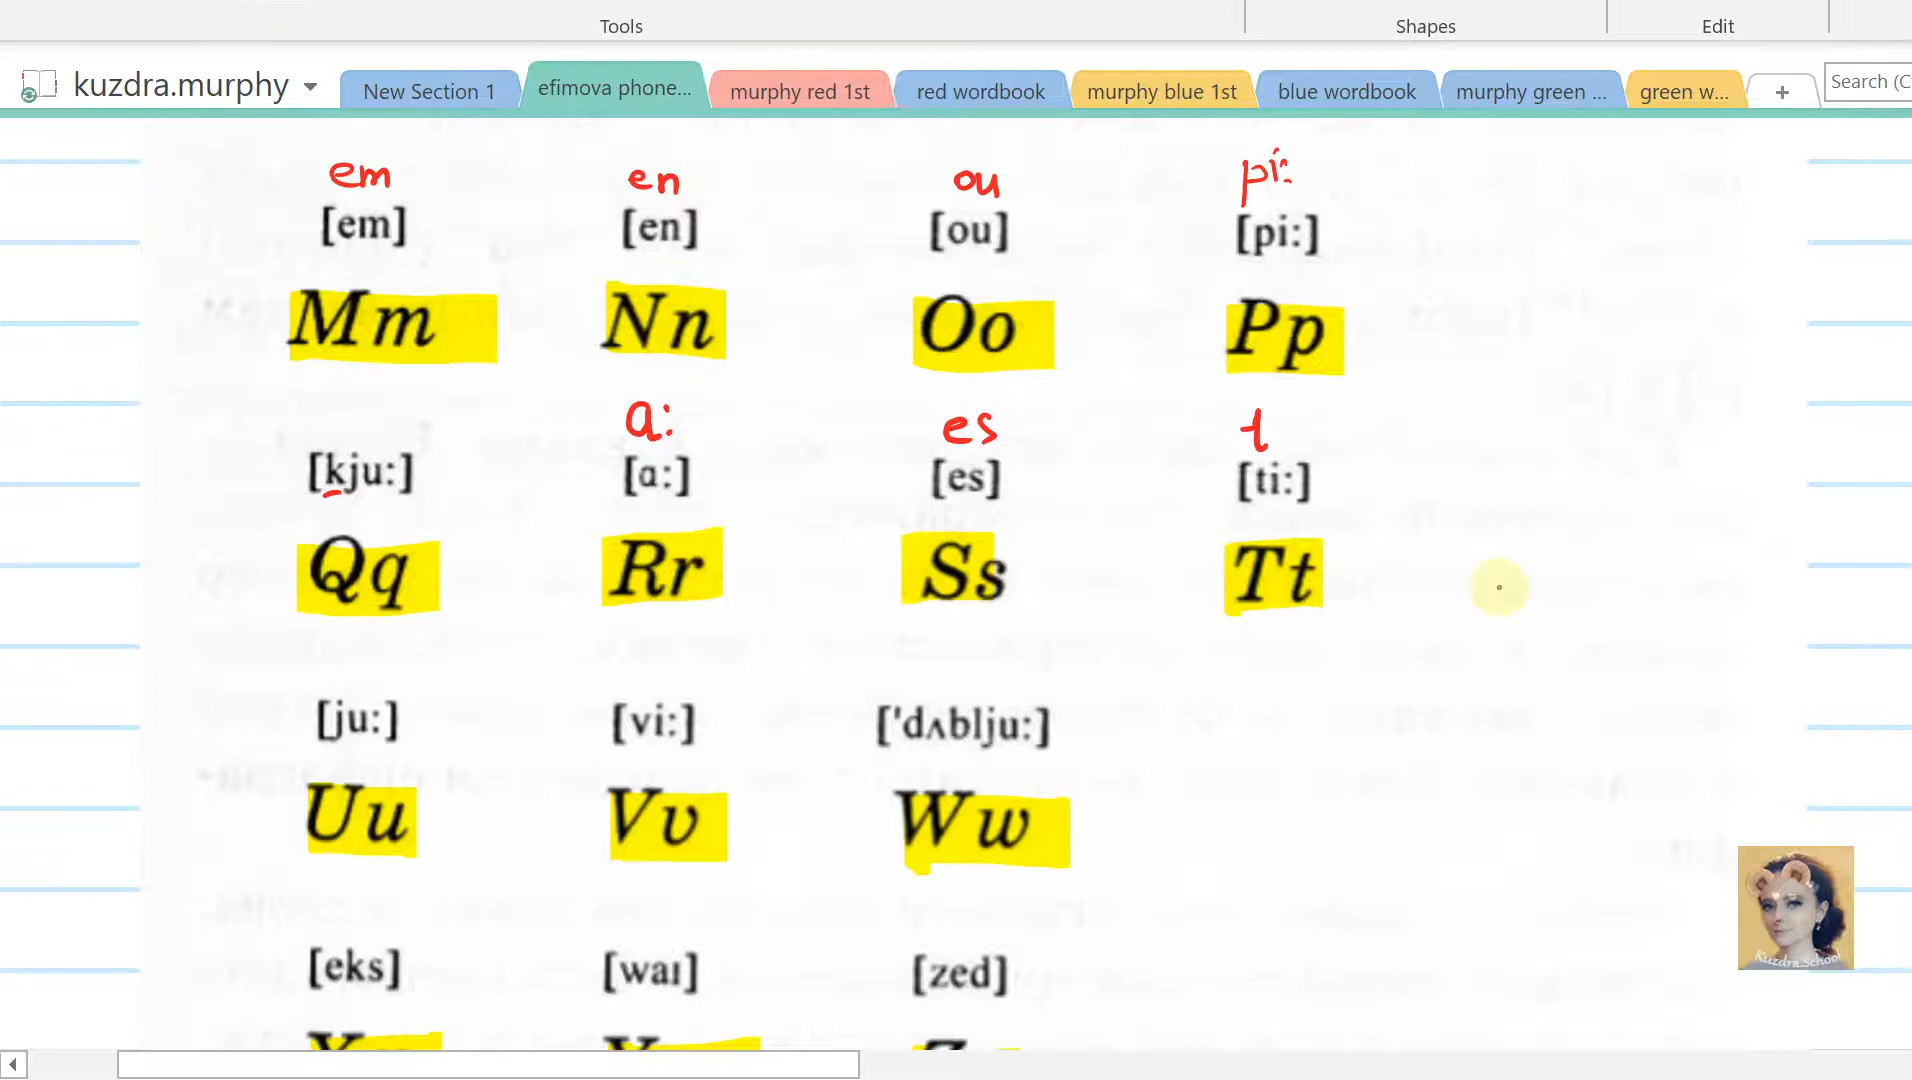 Tools Shapes Edit
kuzdra.murphy New Section 1 efimova phone... murphy red 1st red wordbook murphy blue 1st blue wordbook murphy green ... green w... + Search (C
em en ou pi:
[em] [en] [ou] [pi:]
Mm Nn Oo Pp
a: es t
[kju:] [ɑ:] [es] [ti:]
Qq Rr Ss Tt
[ju:] [vi:] ['dʌblju:]
Uu Vv Ww
[eks] [waɪ] [zed]
Kuzdra.School